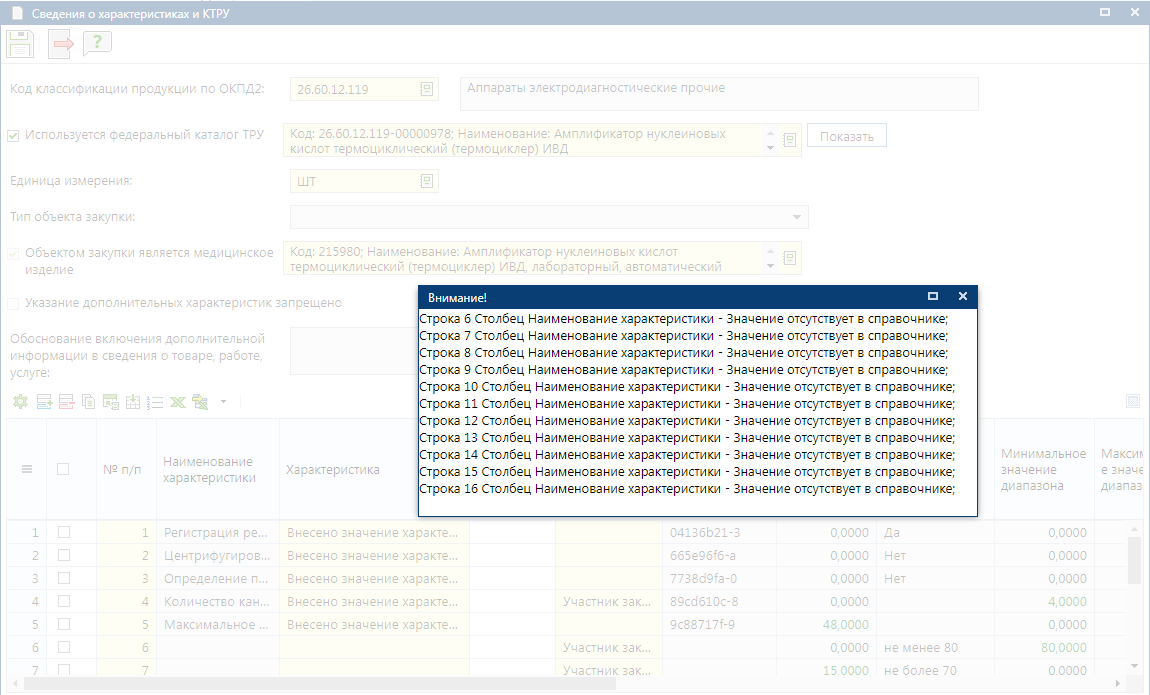 Сведения о характеристиках и КТРУ
Код классификации продукции по ОКПД2:
26.60.12.119
Аппараты электродиагностические прочие
Используется федеральный каталог ТРУ
Код: 26.60.12.119-00000978; Наименование: Амплификатор нуклеиновых
кислот термоциклический (термоциклер) ИВД
Показать
Единица измерения:
ШТ
Тип объекта закупки:
Объектом закупки является медицинское
изделие
Код: 215980; Наименование: Амплификатор нуклеиновых кислот
термоциклический (термоциклер) ИВД, лабораторный, автоматический
Указание дополнительных характеристик запрещено
Обоснование включения дополнительной
информации в сведения о товаре, работе,
услуге:
Внимание!
Строка 6 Столбец Наименование характеристики - Значение отсутствует в справочнике;
Строка 7 Столбец Наименование характеристики - Значение отсутствует в справочнике;
Строка 8 Столбец Наименование характеристики - Значение отсутствует в справочнике;
Строка 9 Столбец Наименование характеристики - Значение отсутствует в справочнике;
Строка 10 Столбец Наименование характеристики - Значение отсутствует в справочнике;
Строка 11 Столбец Наименование характеристики - Значение отсутствует в справочнике;
Строка 12 Столбец Наименование характеристики - Значение отсутствует в справочнике;
Строка 13 Столбец Наименование характеристики - Значение отсутствует в справочнике;
Строка 14 Столбец Наименование характеристики - Значение отсутствует в справочнике;
Строка 15 Столбец Наименование характеристики - Значение отсутствует в справочнике;
Строка 16 Столбец Наименование характеристики - Значение отсутствует в справочнике;
№ п/п
Наименование
характеристики
Характеристика
Минимальное
значение
диапазона
Максим
е значе
диапаз
1 1 Регистрация ре... Внесено значение характе... 04136b21-3 0,0000 Да 0,0000
2 2 Центрифугиров... Внесено значение характе... 665e96f6-a 0,0000 Нет 0,0000
3 3 Определение п... Внесено значение характе... 7738d9fa-0 0,0000 Нет 0,0000
4 4 Количество кан... Внесено значение характе... Участник зак... 89cd610c-8 0,0000 4,0000
5 5 Максимальное ... Внесено значение характе... 9c88717f-9 48,0000 0,0000
6 6 Участник зак... 0,0000 не менее 80 80,0000
7 7 Участник зак... 15,0000 не более 70 0,0000